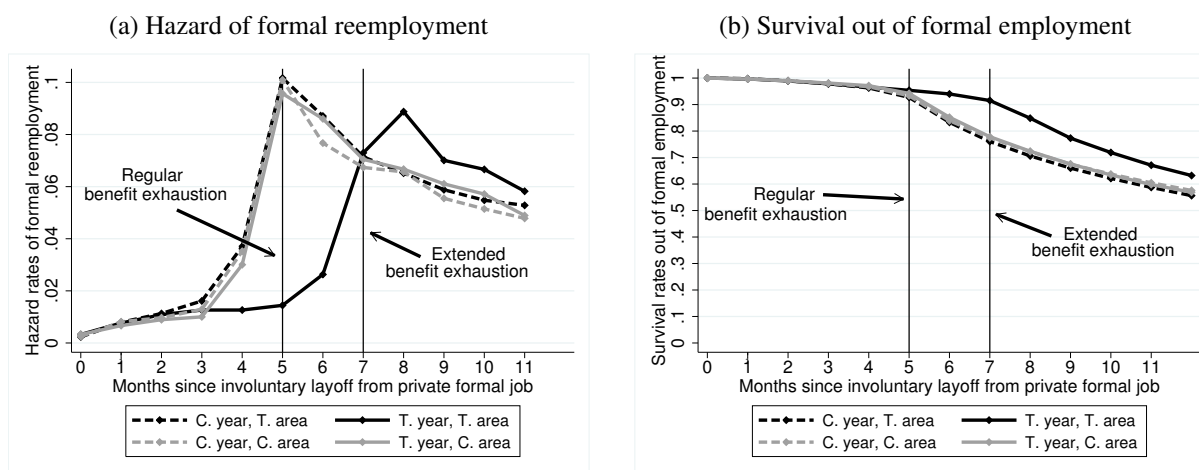 (a) Hazard of formal reemployment
Hazard rates of formal reemployment
0 .02 .04 .06 .08 .1
Regular
benefit exhaustion
Extended
benefit exhaustion
0 1 2 3 4 5 6 7 8 9 10 11
Months since involuntary layoff from private formal job
C. year, T. area T. year, T. area
C. year, C. area T. year, C. area
(b) Survival out of formal employment
Survival rates out of formal employment
0 .1 .2 .3 .4 .5 .6 .7 .8 .9 1
Regular
benefit exhaustion
Extended
benefit exhaustion
0 1 2 3 4 5 6 7 8 9 10 11
Months since involuntary layoff from private formal job
C. year, T. area T. year, T. area
C. year, C. area T. year, C. area